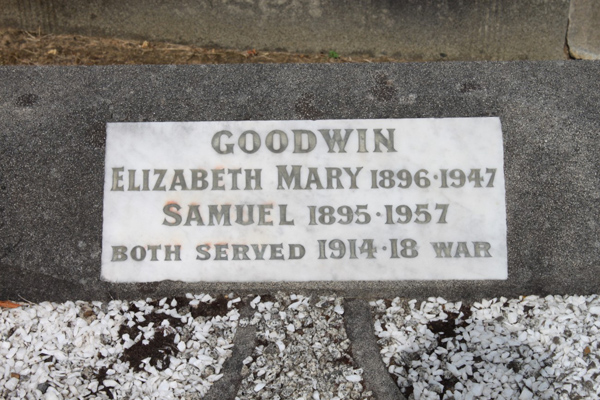 GOODWIN
ELIZABETH MARY 1896·1947
SAMUEL 1895·1957
BOTH SERVED 1914·18 WAR